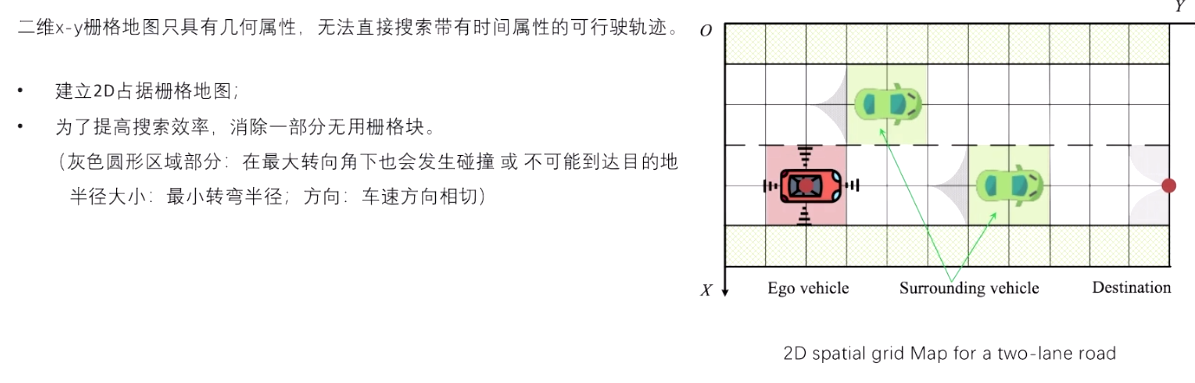 二维x-y栅格地图只具有几何属性，无法直接搜索带有时间属性的可行驶轨迹。
• 建立2D占据栅格地图；
• 为了提高搜索效率，消除一部分无用栅格块。
（灰色圆形区域部分：在最大转向角下也会发生碰撞 或 不可能到达目的地
半径大小：最小转弯半径；方向：车速方向相切）
Y
O
X
Ego vehicle
Surrounding vehicle
Destination
2D spatial grid Map for a two-lane road